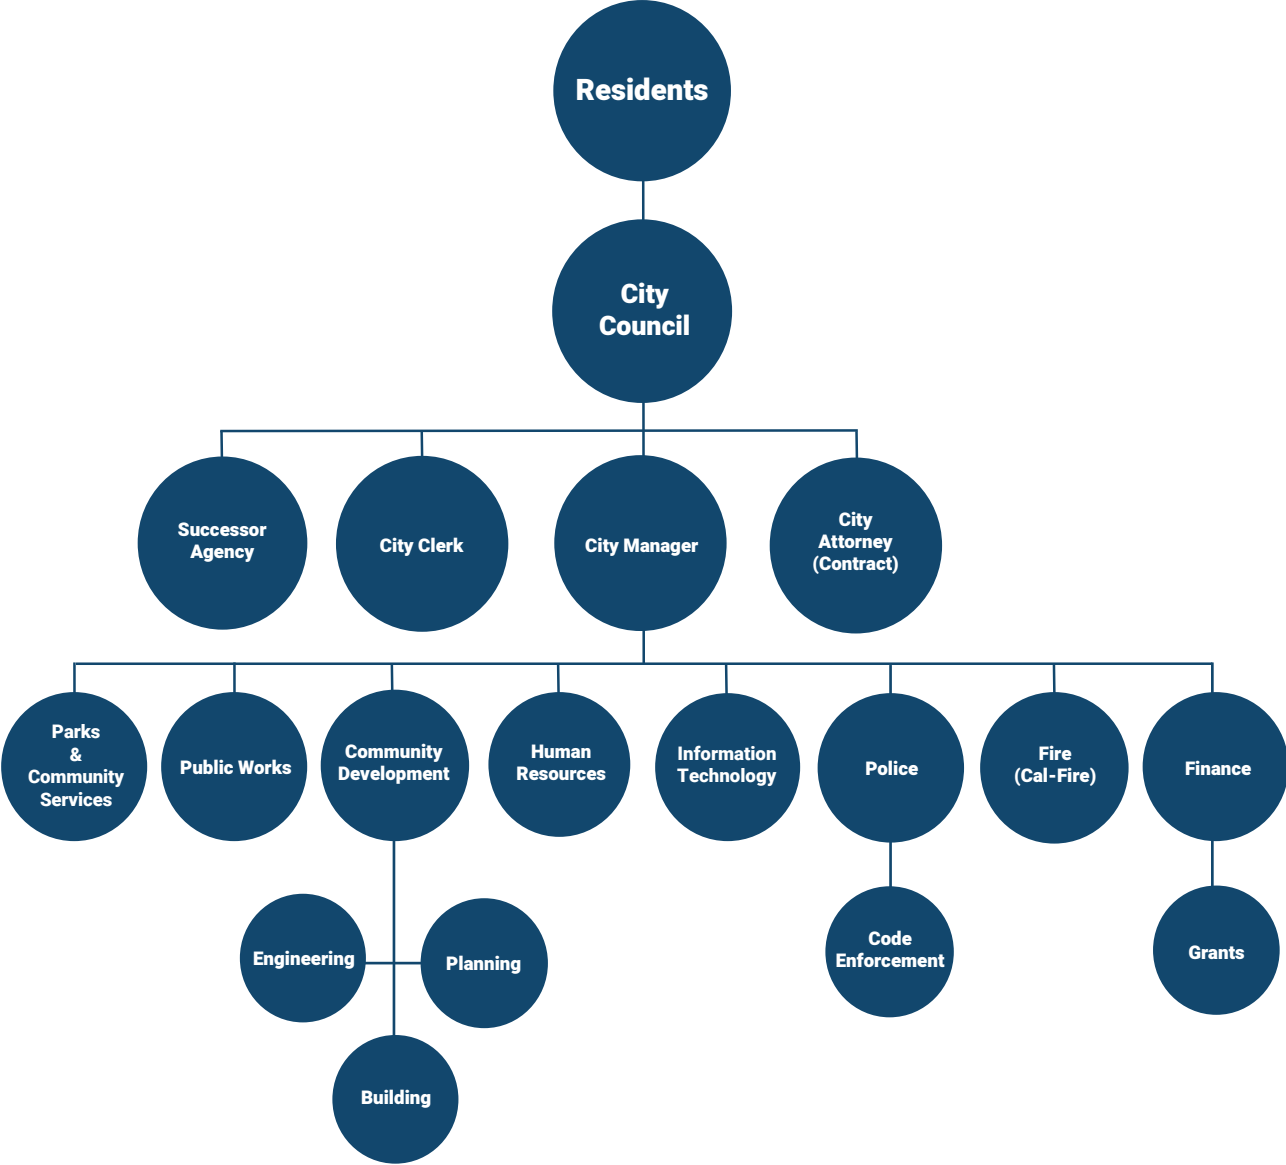 Residents
City
Council
Successor
Agency
City Clerk
City Manager
City
Attorney
(Contract)
Parks
&
Community
Services
Public Works
Community
Development
Human
Resources
Information
Technology
Police
Fire
(Cal-Fire)
Finance
Engineering
Planning
Building
Code
Enforcement
Grants